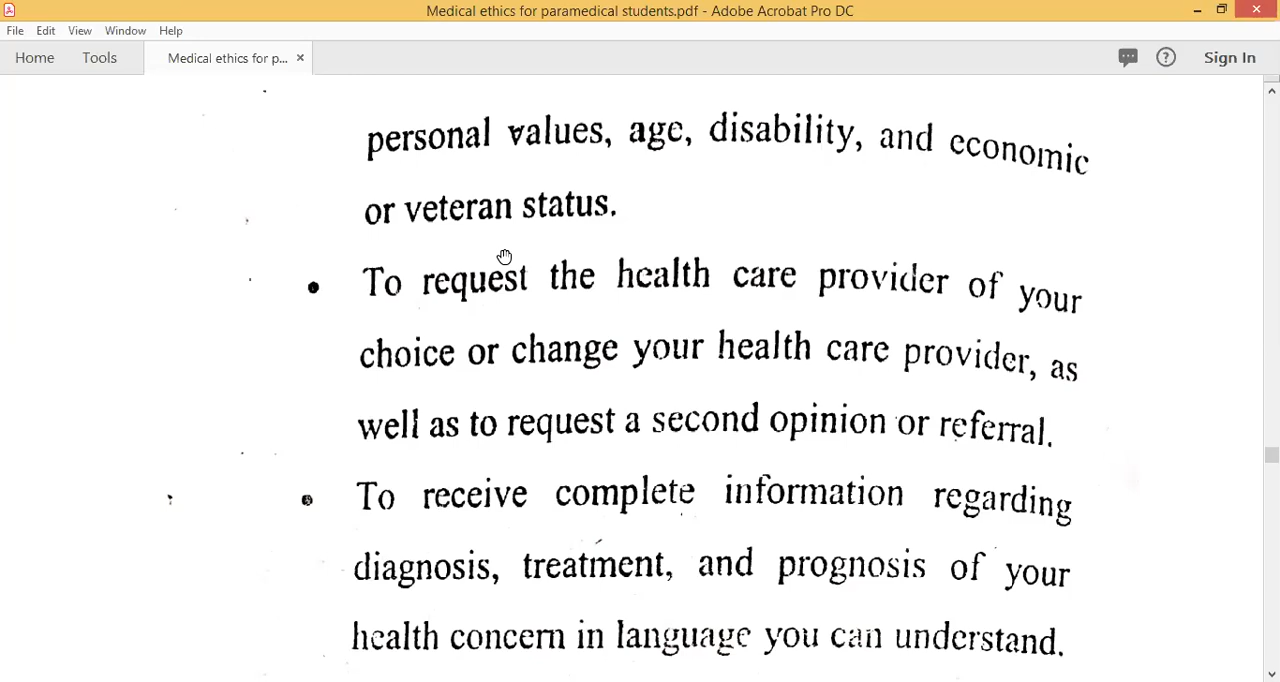 Medical ethics for paramedical students.pdf - Adobe Acrobat Pro DC
File Edit View Window Help
Home Tools Medical ethics for p... × Sign In
personal values, age, disability, and economic
or veteran status.
• To request the health care provider of your
choice or change your health care provider, as
well as to request a second opinion or referral.
• To receive complete information regarding
diagnosis, treatment, and prognosis of your
health concern in language you can understand.